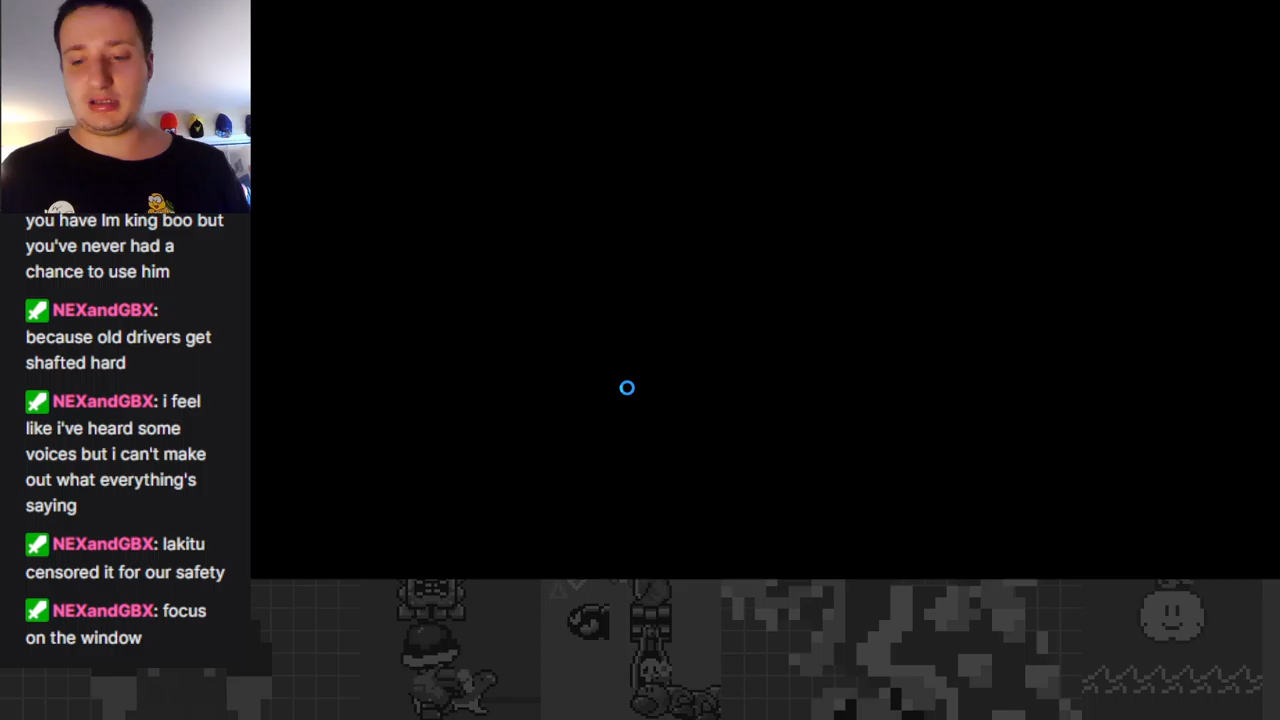 you have Im king boo but
you've never had a
chance to use him
NEXandGBX:
because old drivers get
shafted hard
NEXandGBX: i feel
like i've heard some
voices but i can't make
out what everything's
saying
NEXandGBX: lakitu
censored it for our safety
NEXandGBX: focus
on the window